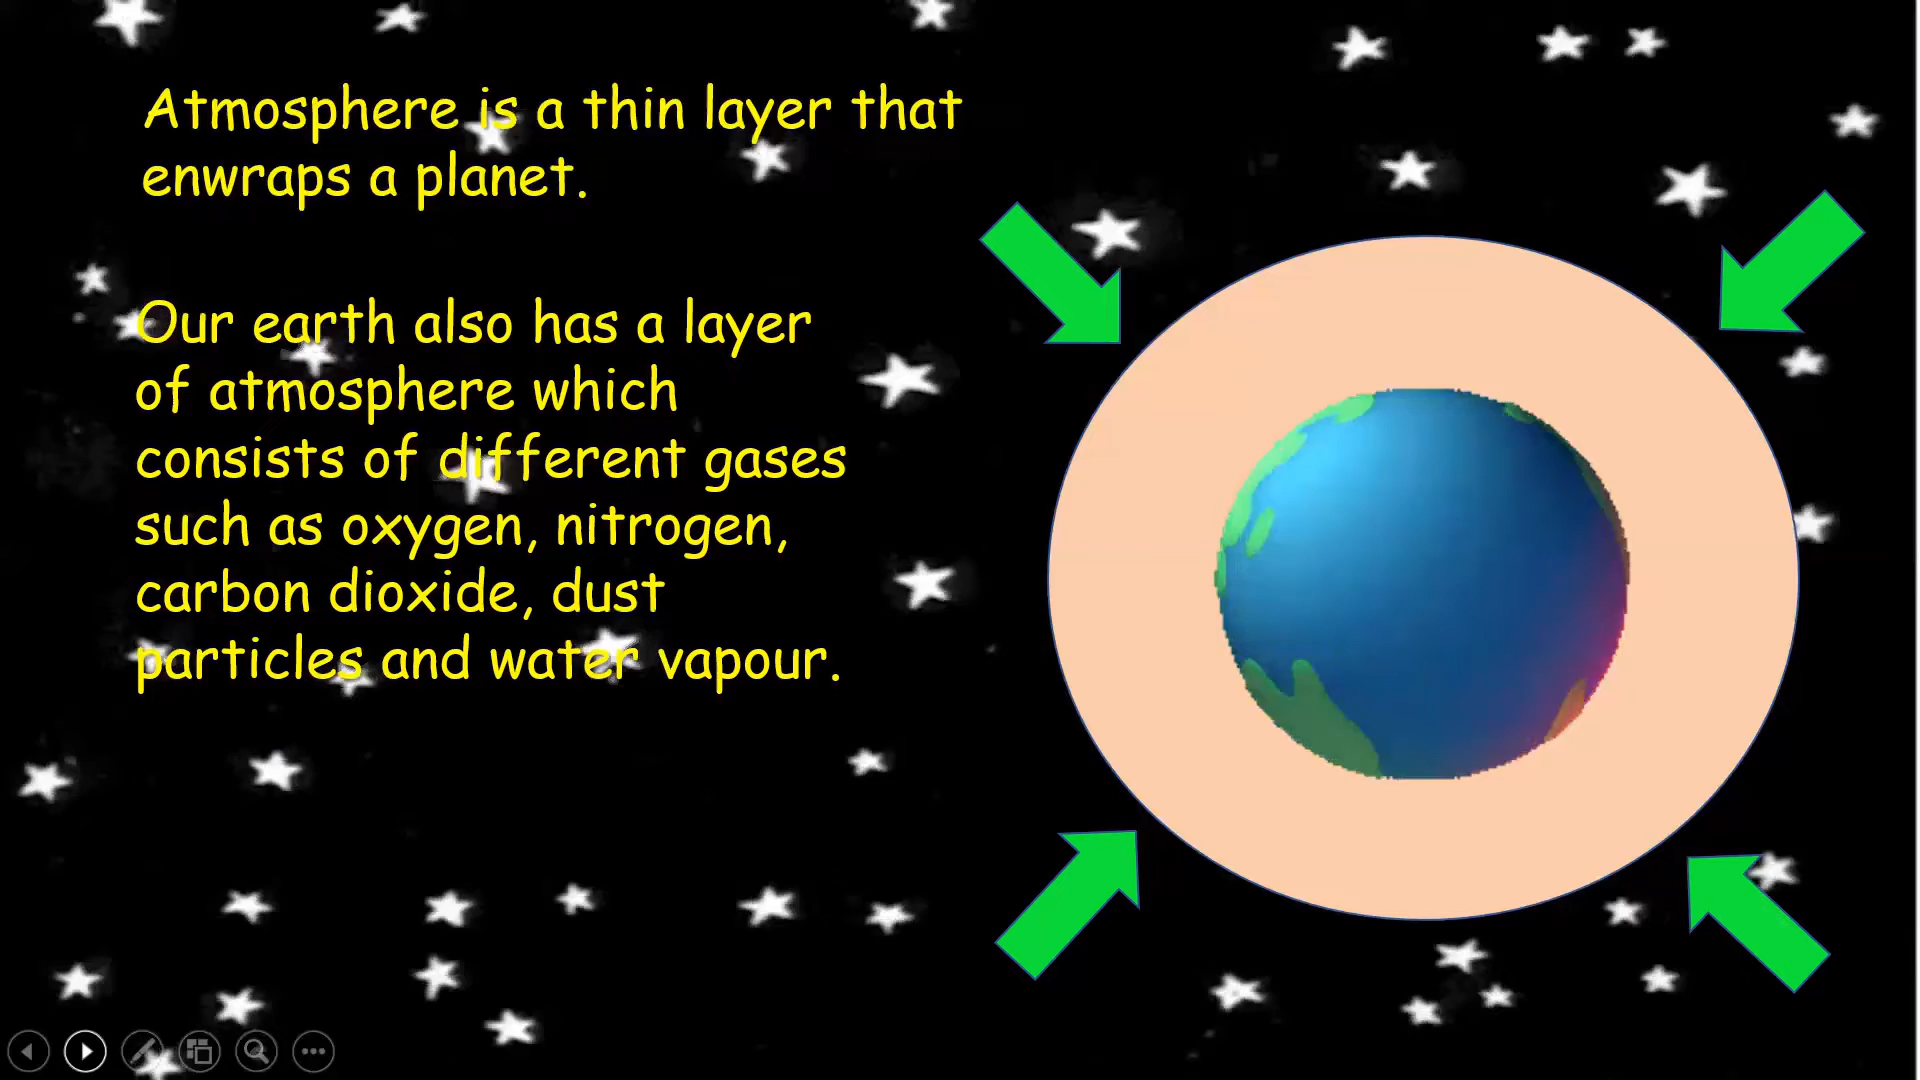 Atmosphere is a thin layer that
enwraps a planet.
Our earth also has a layer
of atmosphere which
consists of different gases
such as oxygen, nitrogen,
carbon dioxide, dust
particles and water vapour.